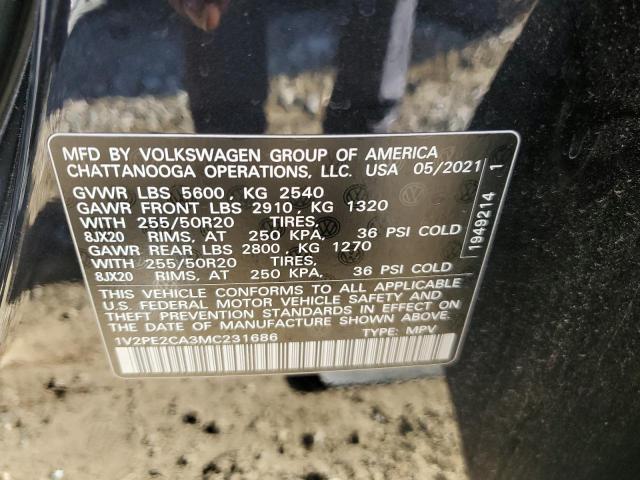 MFD BY VOLKSWAGEN GROUP OF AMERICA
CHATTANOOGA OPERATIONS, LLC. USA 05/2021
GVWR LBS 5600, KG 2540
GAWR FRONT LBS 2910, KG 1320
WITH 255/50R20 TIRES,
8JX20 RIMS, AT 250 KPA, 36 PSI COLD
GAWR REAR LBS 2800, KG 1270
WITH 255/50R20 TIRES,
8JX20 RIMS, AT 250 KPA, 36 PSI COLD
THIS VEHICLE CONFORMS TO ALL APPLICABLE
U.S. FEDERAL MOTOR VEHICLE SAFETY AND
THEFT PREVENTION STANDARDS IN EFFECT ON
THE DATE OF MANUFACTURE SHOWN ABOVE.
1V2PE2CA3MC231686 TYPE: MPV
1949214 1